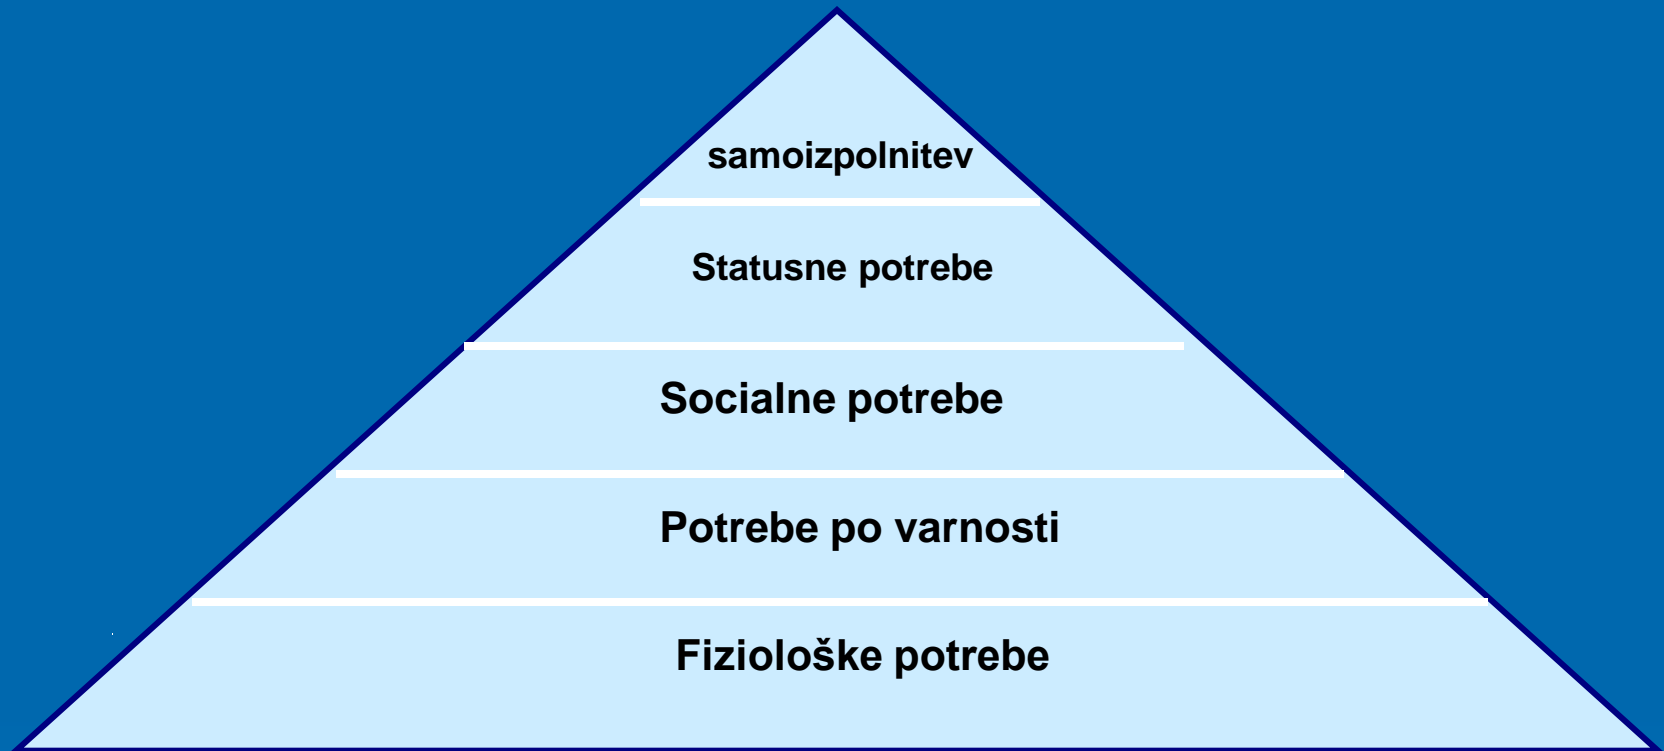 samoizpolnitev
Statusne potrebe
Socialne potrebe
Potrebe po varnosti
Fiziološke potrebe